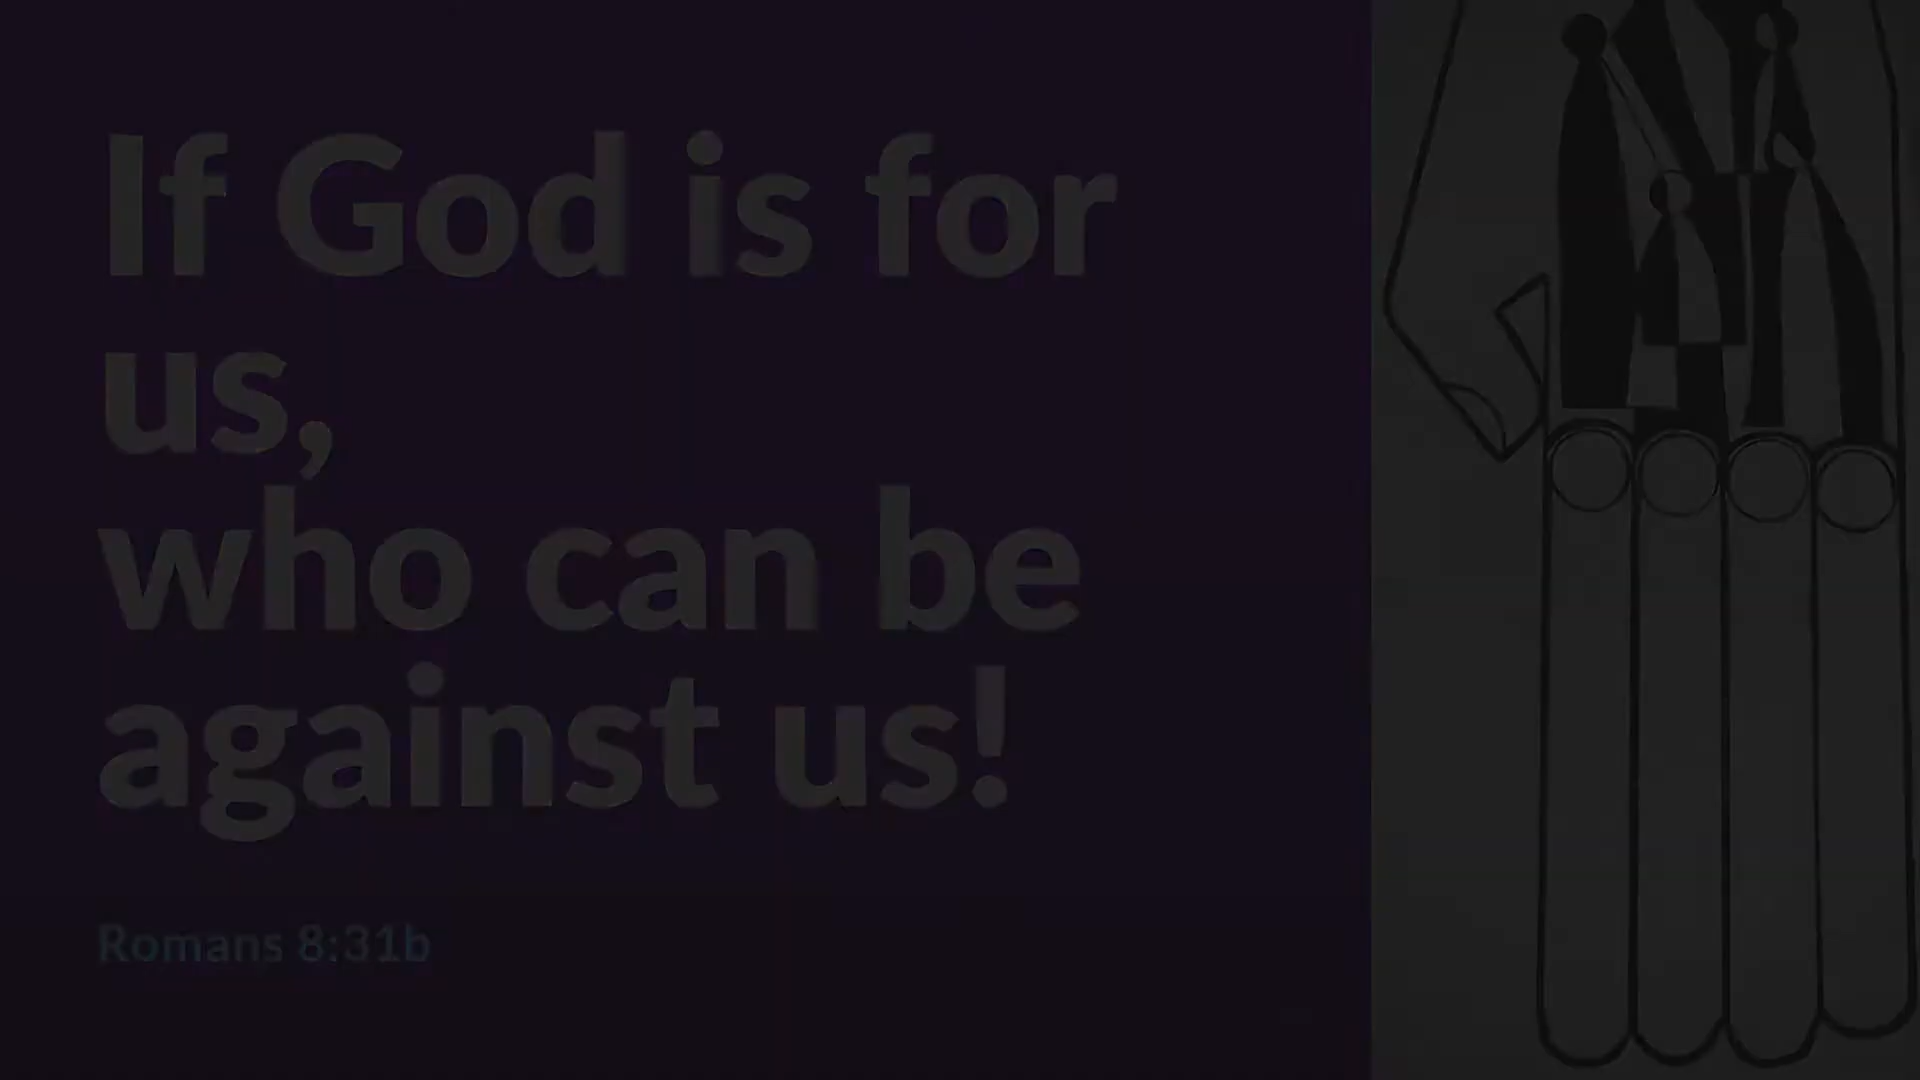 If God is for
us,
who can be
against us!
Romans 8:31b